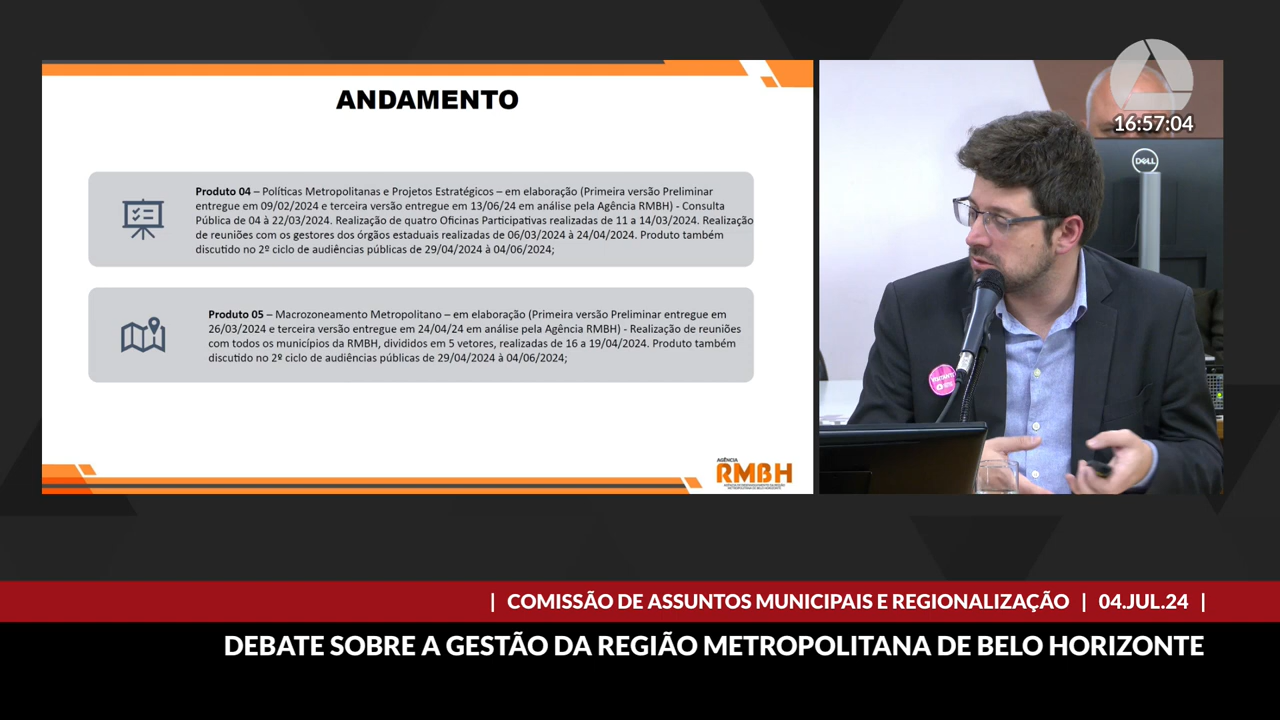 ANDAMENTO
Produto 04 – Políticas Metropolitanas e Projetos Estratégicos – em elaboração (Primeira versão Preliminar
entregue em 09/02/2024 e terceira versão entregue em 13/06/24 em análise pela Agência RMBH) - Consulta
Pública de 04 à 22/03/2024. Realização de quatro Oficinas Participativas realizadas de 11 a 14/03/2024. Realização
de reuniões com os gestores dos órgãos estaduais realizadas de 06/03/2024 à 24/04/2024. Produto também
discutido no 2º ciclo de audiências públicas de 29/04/2024 à 04/06/2024;
Produto 05 – Macrozoneamento Metropolitano – em elaboração (Primeira versão Preliminar entregue em
26/03/2024 e terceira versão entregue em 24/04/24 em análise pela Agência RMBH) - Realização de reuniões
com todos os municípios da RMBH, divididos em 5 vetores, realizadas de 16 a 19/04/2024. Produto também
discutido no 2º ciclo de audiências públicas de 29/04/2024 à 04/06/2024;
AGÊNCIA
RMBH
16:57:04
DELL
| COMISSÃO DE ASSUNTOS MUNICIPAIS E REGIONALIZAÇÃO | 04.JUL.24 |
DEBATE SOBRE A GESTÃO DA REGIÃO METROPOLITANA DE BELO HORIZONTE